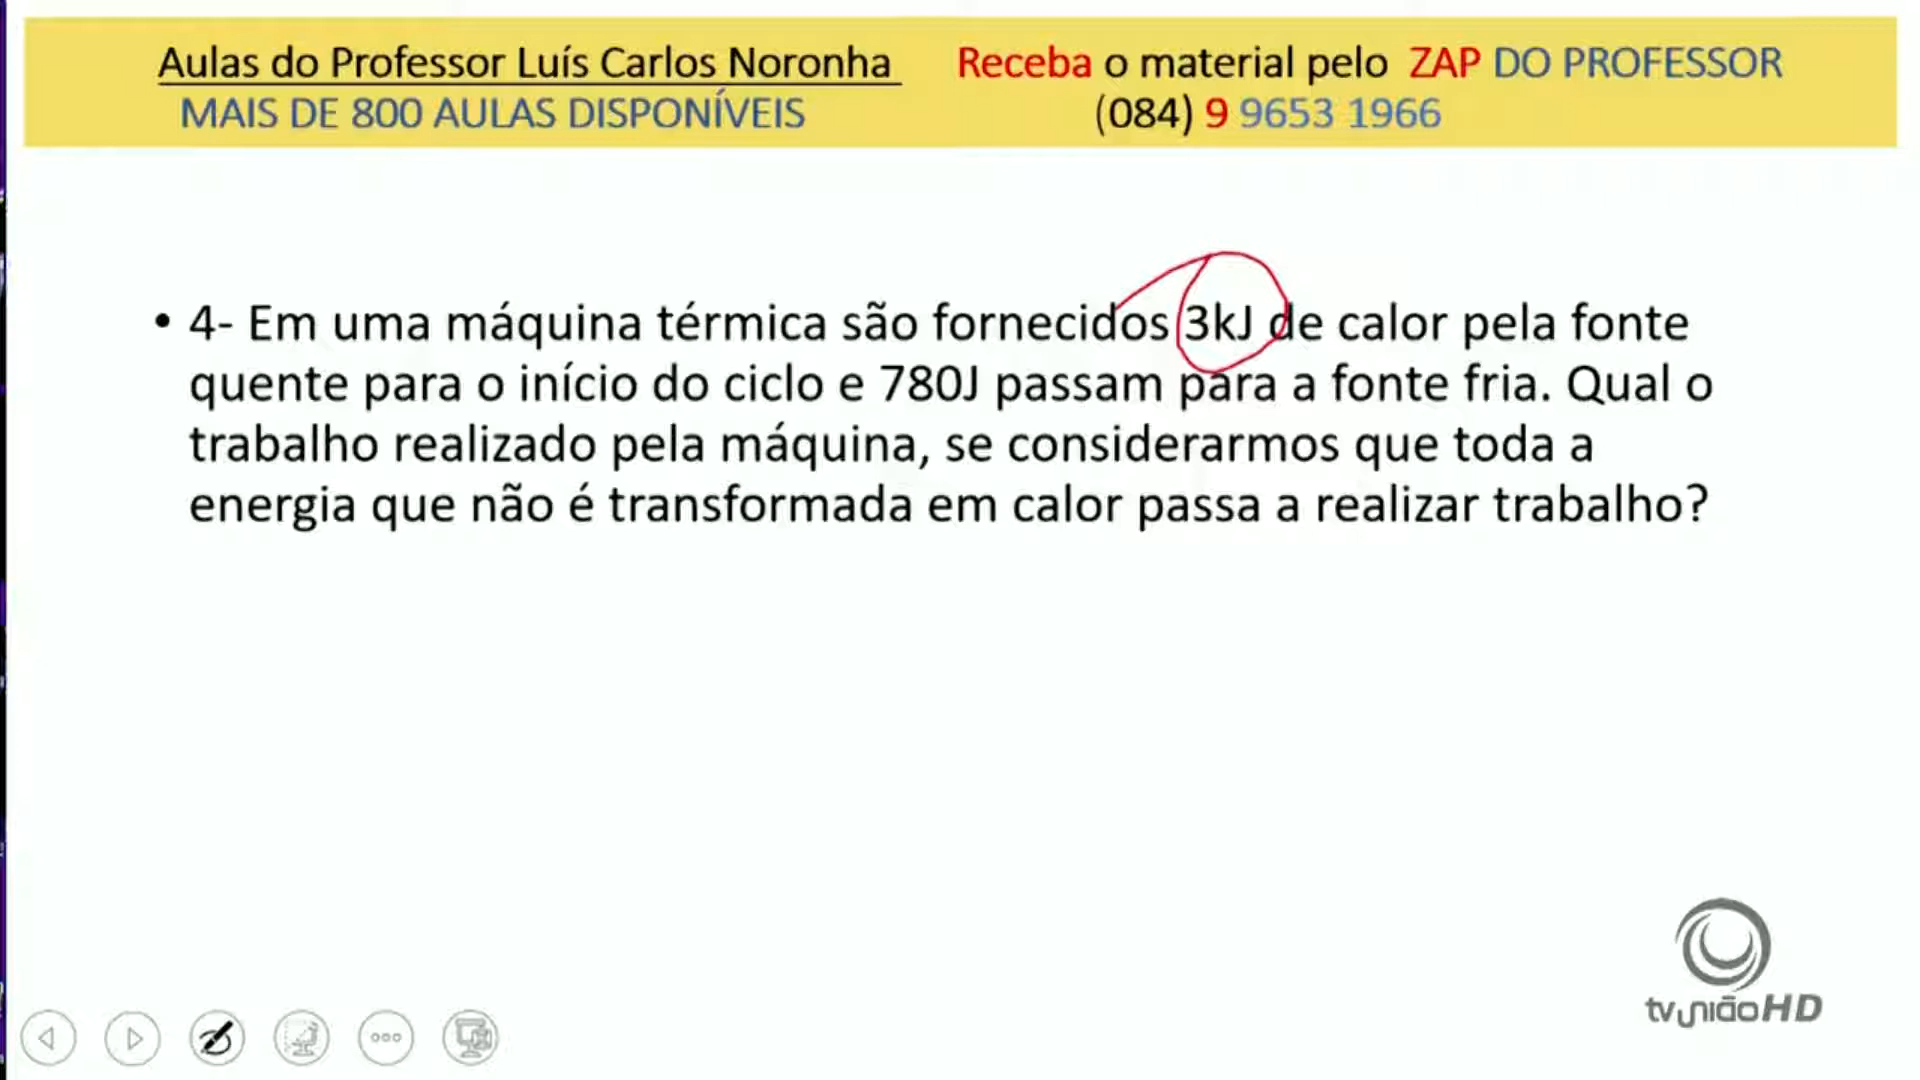 Aulas do Professor Luís Carlos Noronha Receba o material pelo ZAP DO PROFESSOR
MAIS DE 800 AULAS DISPONÍVEIS (084) 9 9653 1966
• 4- Em uma máquina térmica são fornecidos 3kJ de calor pela fonte
quente para o início do ciclo e 780J passam para a fonte fria. Qual o
trabalho realizado pela máquina, se considerarmos que toda a
energia que não é transformada em calor passa a realizar trabalho?
tv uniãoHD